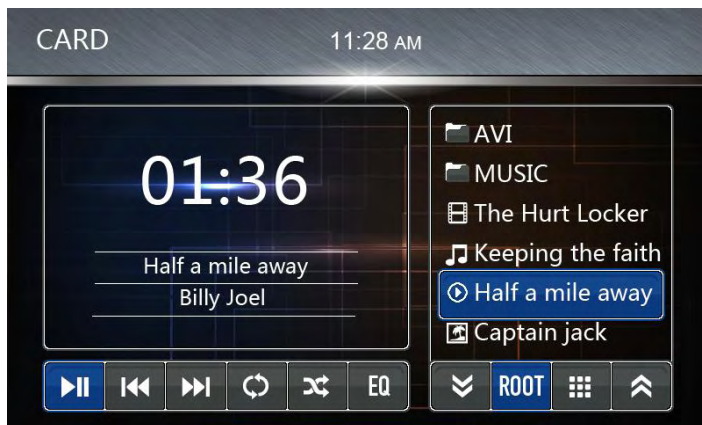 CARD
11:28 AM
01:36
Half a mile away
Billy Joel
AVI
MUSIC
The Hurt Locker
Keeping the faith
Half a mile away
Captain jack
EQ
ROOT